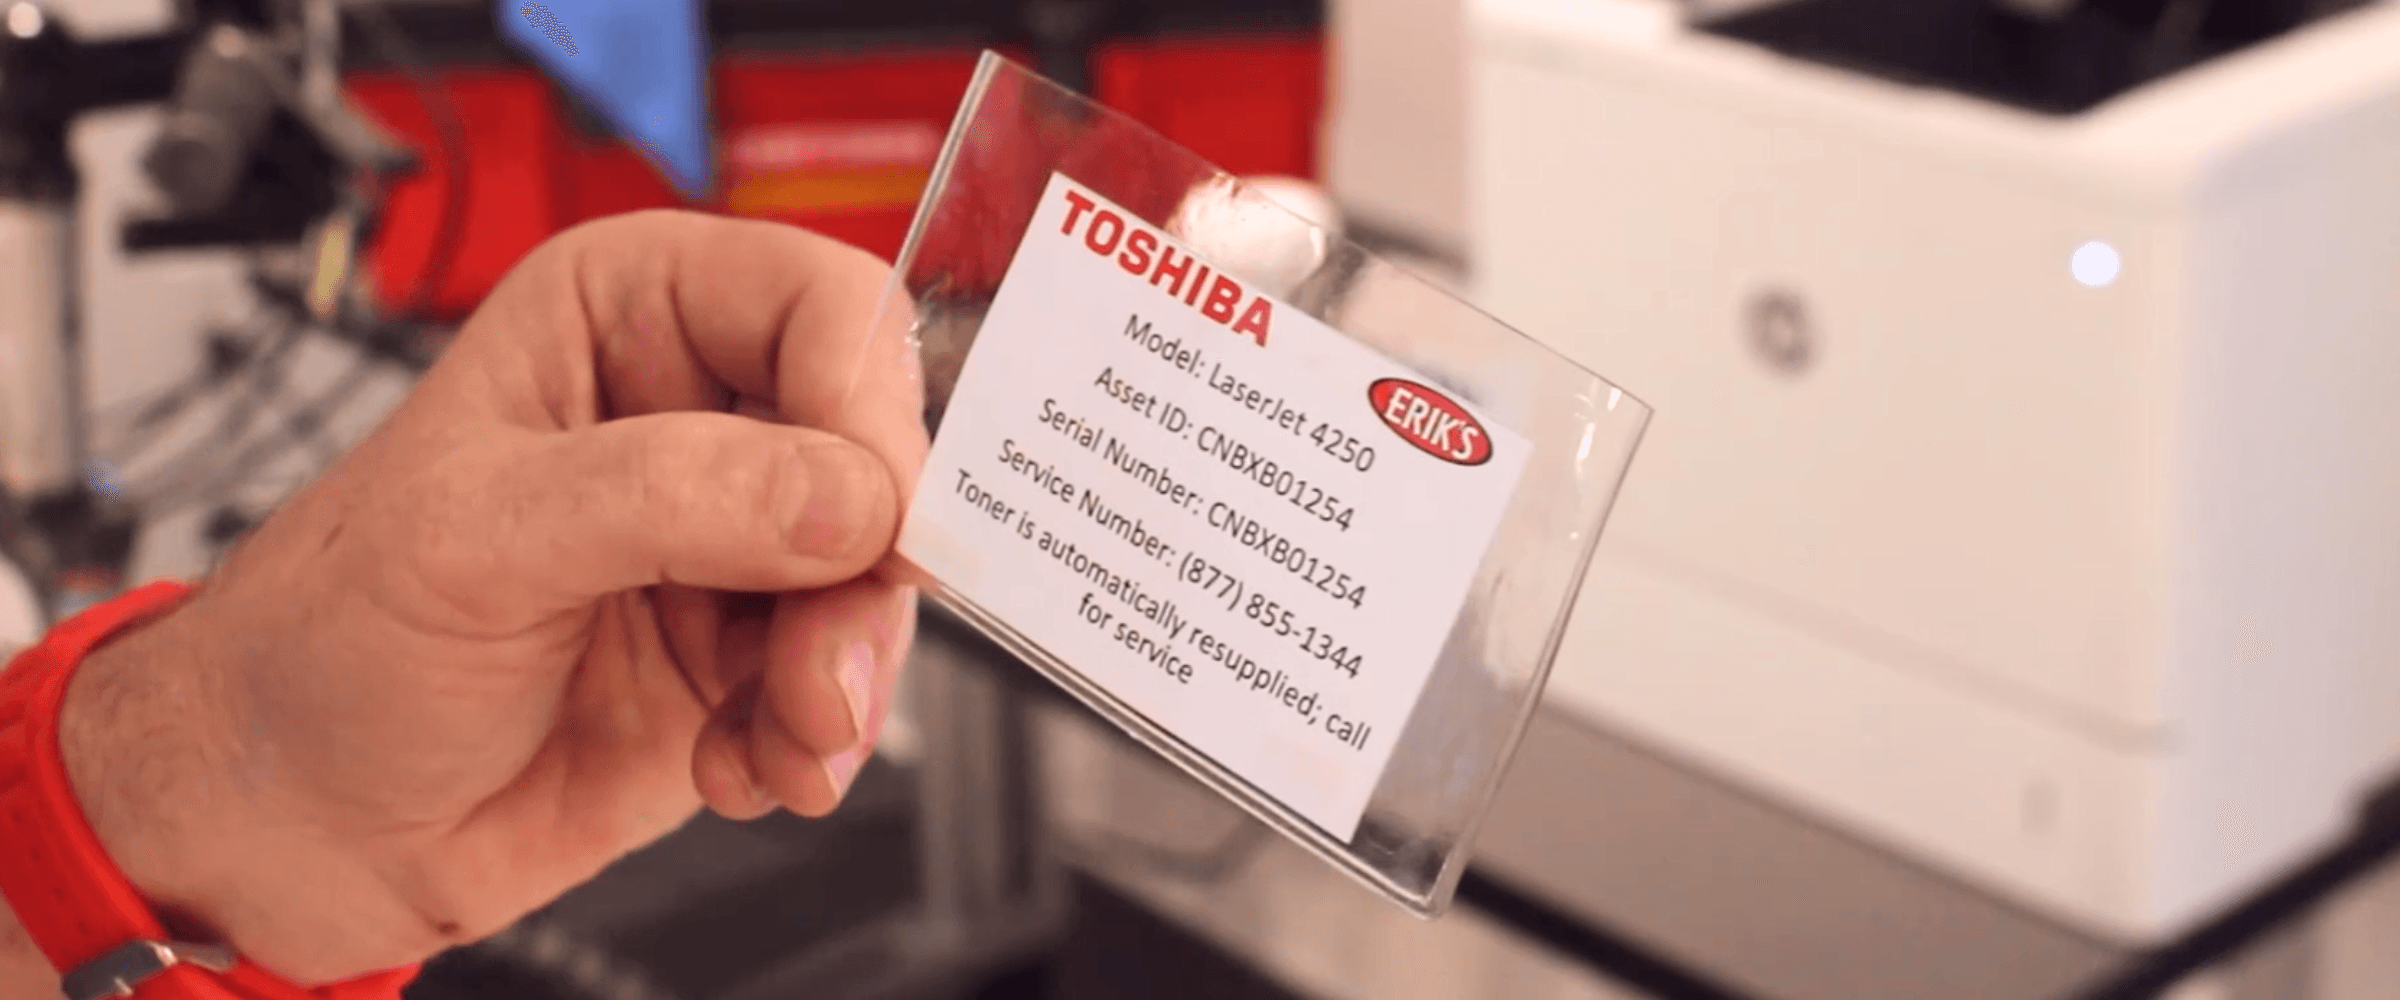 TOSHIBA
ERIK'S
Model: LaserJet 4250
Asset ID: CNBXB01254
Serial Number: CNBXB01254
Service Number: (877) 855-1344
Toner is automatically resupplied; call
for service